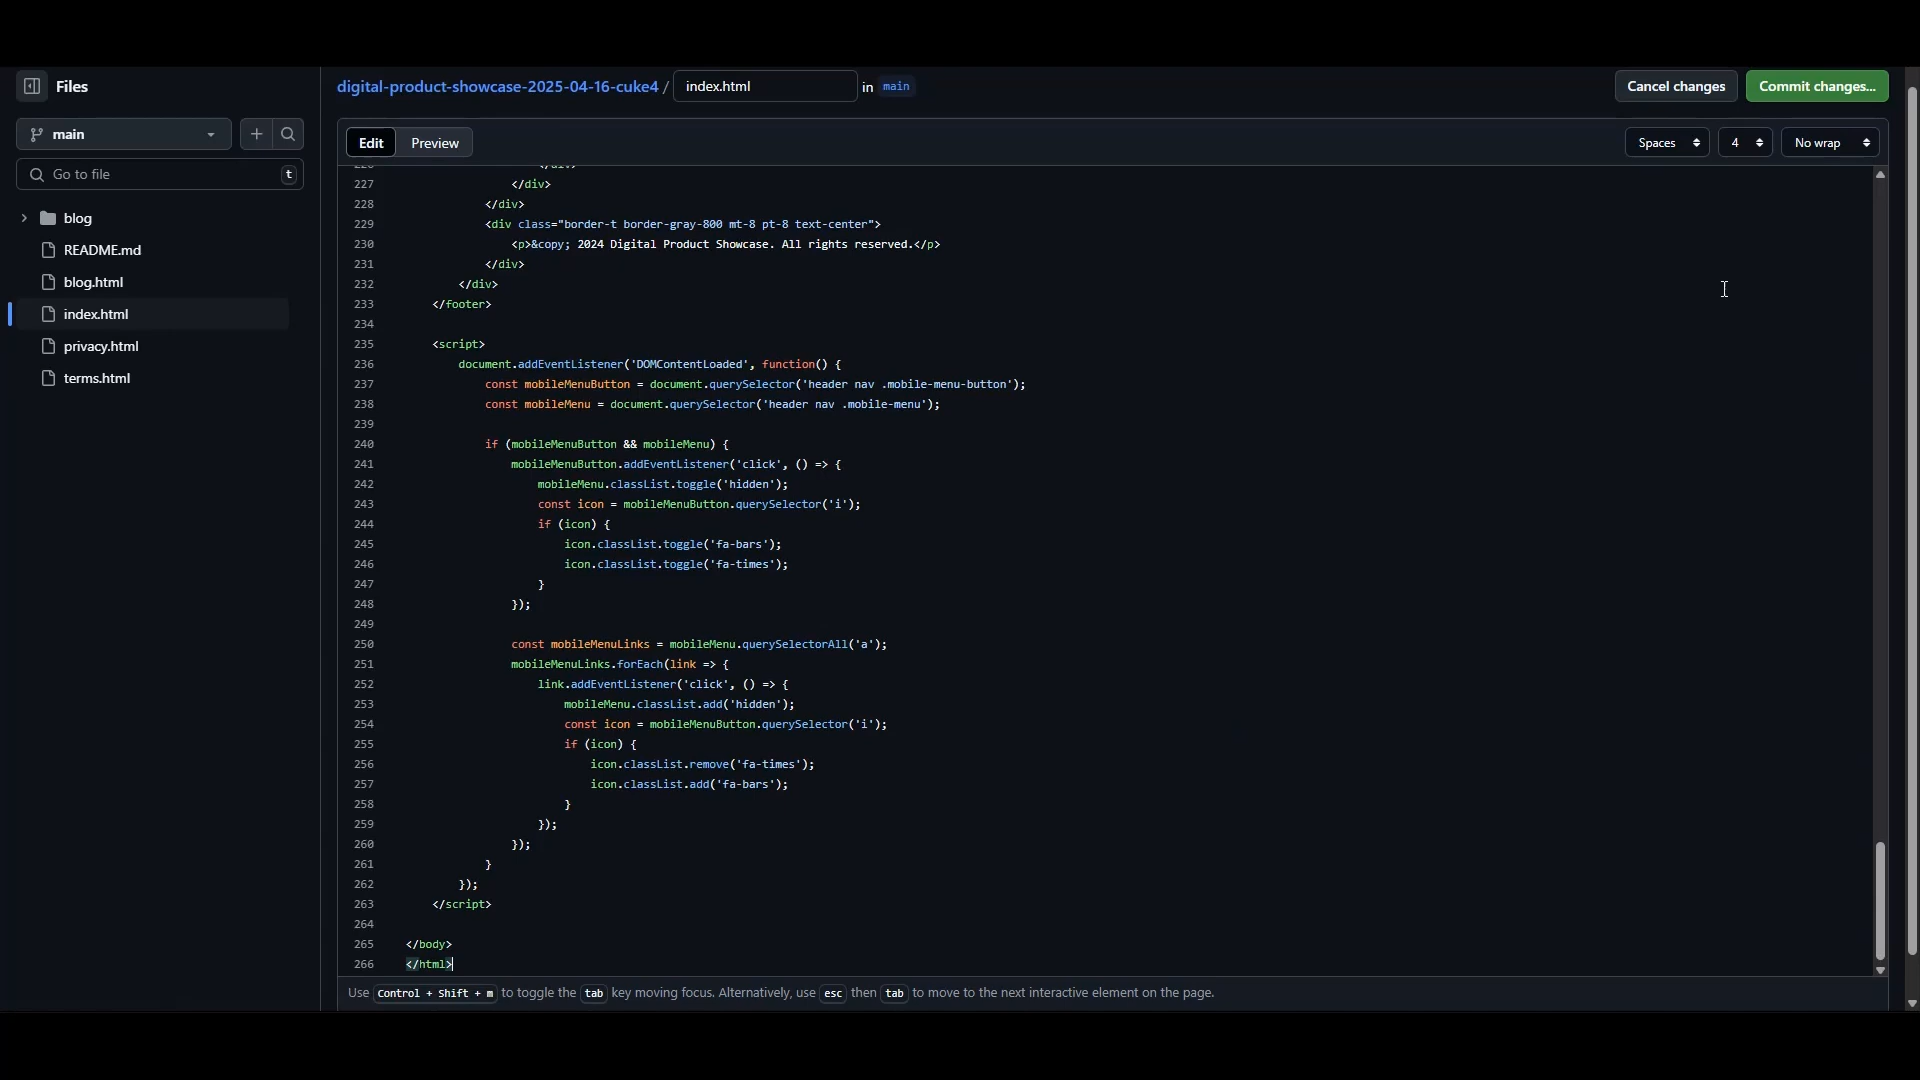 Files
digital-product-showcase-2025-04-16-cuke4 / index.html in main
Cancel changes
Commit changes...
main
Go to file t
blog
README.md
blog.html
index.html
privacy.html
terms.html
Edit Preview
Spaces 4 No wrap
227 </div>
228 </div>
229 <div class="border-t border-gray-800 mt-8 pt-8 text-center">
230 <p>&copy; 2024 Digital Product Showcase. All rights reserved.</p>
231 </div>
232 </div>
233 </footer>
234
235 <script>
236 document.addEventListener('DOMContentLoaded', function() {
237 const mobileMenuButton = document.querySelector('header nav .mobile-menu-button');
238 const mobileMenu = document.querySelector('header nav .mobile-menu');
239
240 if (mobileMenuButton && mobileMenu) {
241 mobileMenuButton.addEventListener('click', () => {
242 mobileMenu.classList.toggle('hidden');
243 const icon = mobileMenuButton.querySelector('i');
244 if (icon) {
245 icon.classList.toggle('fa-bars');
246 icon.classList.toggle('fa-times');
247 }
248 });
249
250 const mobileMenuLinks = mobileMenu.querySelectorAll('a');
251 mobileMenuLinks.forEach(link => {
252 link.addEventListener('click', () => {
253 mobileMenu.classList.add('hidden');
254 const icon = mobileMenuButton.querySelector('i');
255 if (icon) {
256 icon.classList.remove('fa-times');
257 icon.classList.add('fa-bars');
258 }
259 });
260 });
261 }
262 });
263 </script>
264
265 </body>
266 </html>
Use Control + Shift + m to toggle the tab key moving focus. Alternatively, use esc then tab to move to the next interactive element on the page.